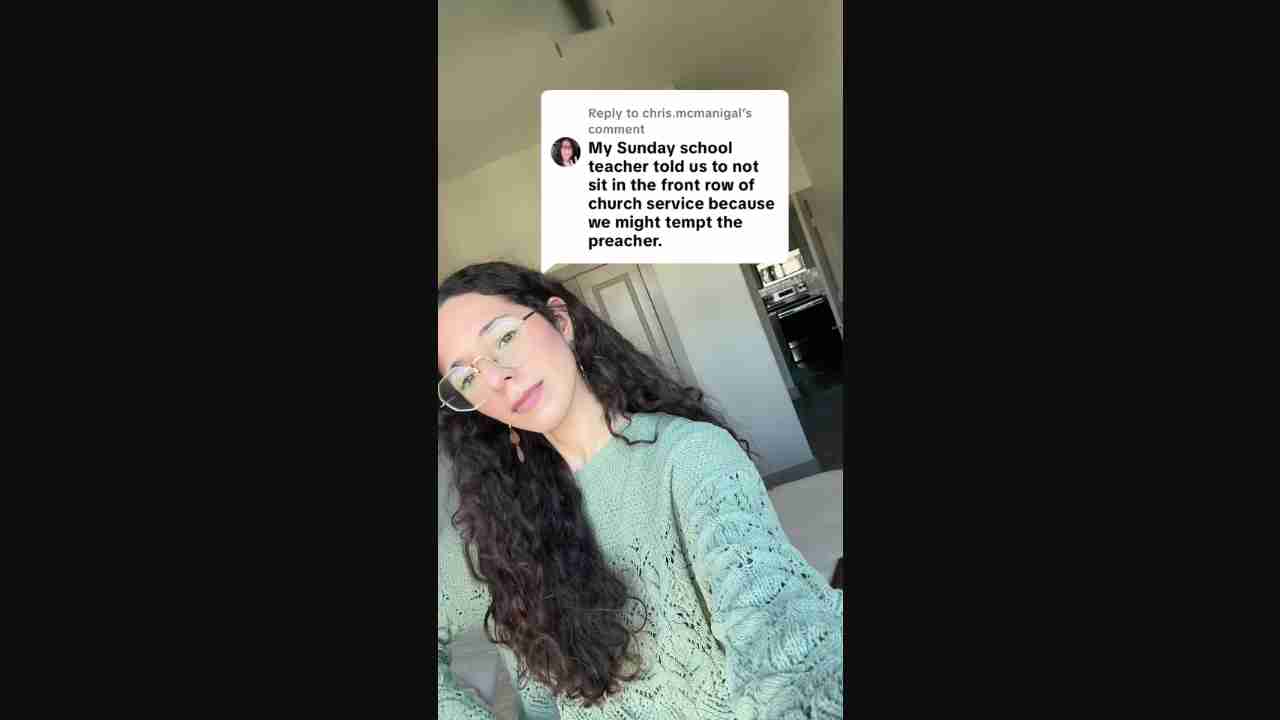 Reply to chris.mcmanigal's
comment
My Sunday school
teacher told us to not
sit in the front row of
church service because
we might tempt the
preacher.